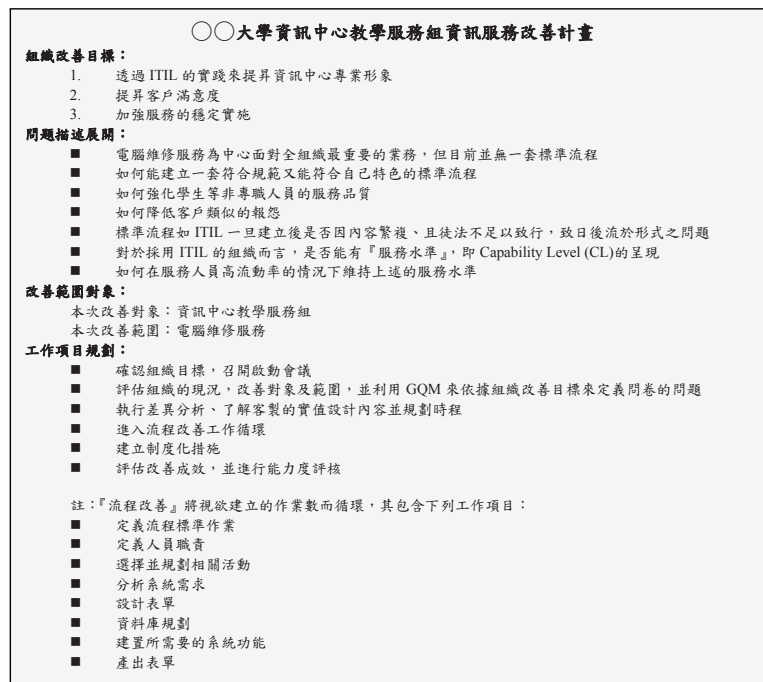 ○○大學資訊中心教學服務組資訊服務改善計畫
組織改善目標：
1. 透過 ITIL 的實踐來提昇資訊中心專業形象
2. 提昇客戶滿意度
3. 加強服務的穩定實施
問題描述展開：
■ 電腦維修服務為中心面對全組織最重要的業務，但目前並無一套標準流程
■ 如何能建立一套符合規範又能符合自己特色的標準流程
■ 如何強化學生等非專職人員的服務品質
■ 如何降低客戶類似的報怨
■ 標準流程如 ITIL 一旦建立後是否因內容繁複、且徒法不足以致行，致日後流於形式之問題
■ 對於採用 ITIL 的組織而言，是否能有『服務水準』，即 Capability Level (CL)的呈現
■ 如何在服務人員高流動率的情況下維持上述的服務水準
改善範圍對象：
本次改善對象：資訊中心教學服務組
本次改善範圍：電腦維修服務
工作項目規劃：
■ 確認組織目標，召開啟動會議
■ 評估組織的現況，改善對象及範圍，並利用 GQM 來依據組織改善目標來定義問卷的問題
■ 執行差異分析、了解客製的實值設計內容並規劃時程
■ 進入流程改善工作循環
■ 建立制度化措施
■ 評估改善成效，並進行能力度評核
註：『流程改善』將視欲建立的作業數而循環，其包含下列工作項目：
■ 定義流程標準作業
■ 定義人員職責
■ 選擇並規劃相關活動
■ 分析系統需求
■ 設計表單
■ 資料庫規劃
■ 建置所需要的系統功能
■ 產出表單